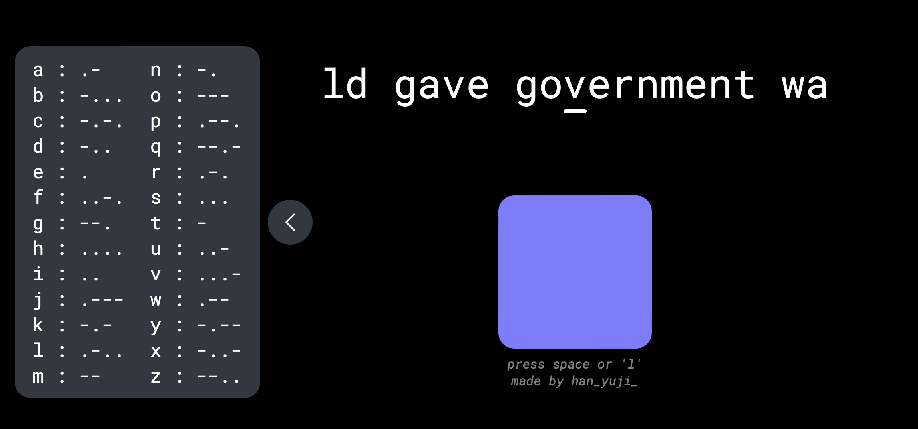 ld gave government wa
a : .-    n : -.
b : -...  o : ---
c : -.-.  p : .--.
d : -..   q : --.-
e : .     r : .-.
f : ..-.  s : ...
g : --.   t : -
h : ....  u : ..-
i : ..    v : ...-
j : .---  w : .--
k : -.-   y : -.--
l : .-..  x : -..-
m : --    z : --..
press space or 'l'
made by han_yuji_